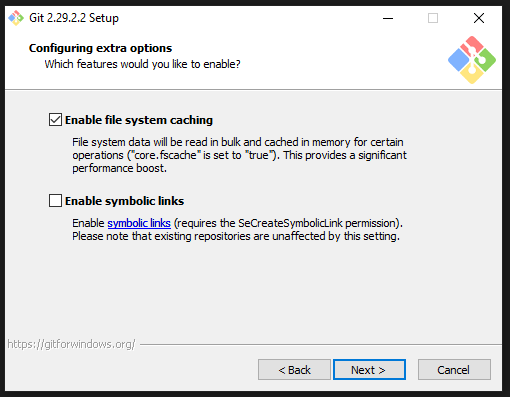 Git 2.29.2.2 Setup
Configuring extra options
Which features would you like to enable?
Enable file system caching
File system data will be read in bulk and cached in memory for certain
operations ("core.fscache" is set to "true"). This provides a significant
performance boost.
Enable symbolic links
Enable symbolic links (requires the SeCreateSymbolicLink permission).
Please note that existing repositories are unaffected by this setting.
https://gitforwindows.org/
< Back
Next >
Cancel